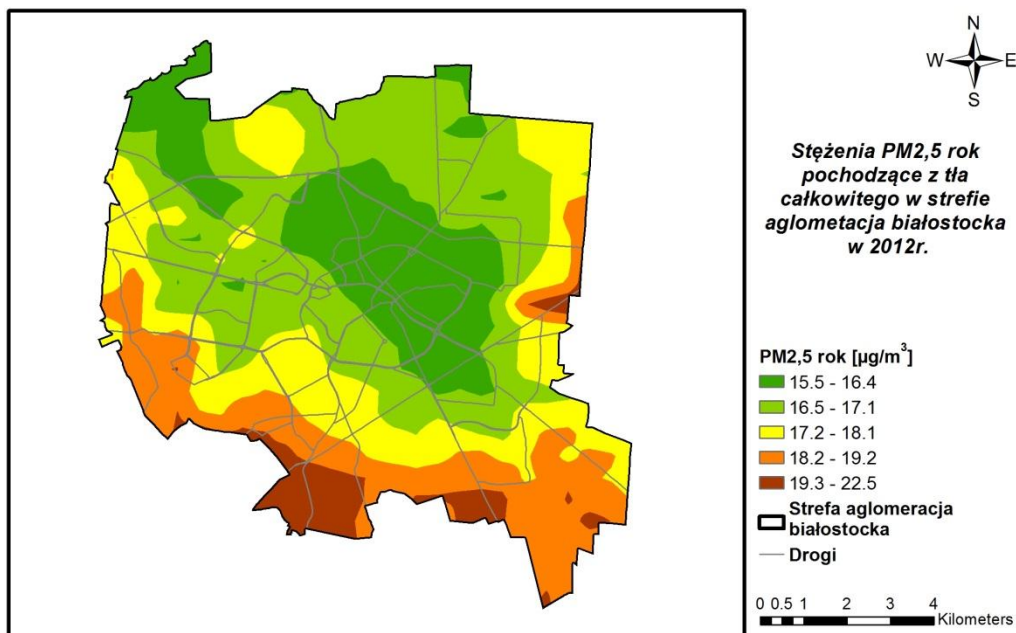 N
W E
S
Stężenia PM2,5 rok
pochodzące z tła
całkowitego w strefie
aglometacja białostocka
w 2012r.
PM2,5 rok [µg/m³]
15.5 - 16.4
16.5 - 17.1
17.2 - 18.1
18.2 - 19.2
19.3 - 22.5
Strefa aglomeracja
białostocka
Drogi
0 0.5 1 2 3 4
Kilometers